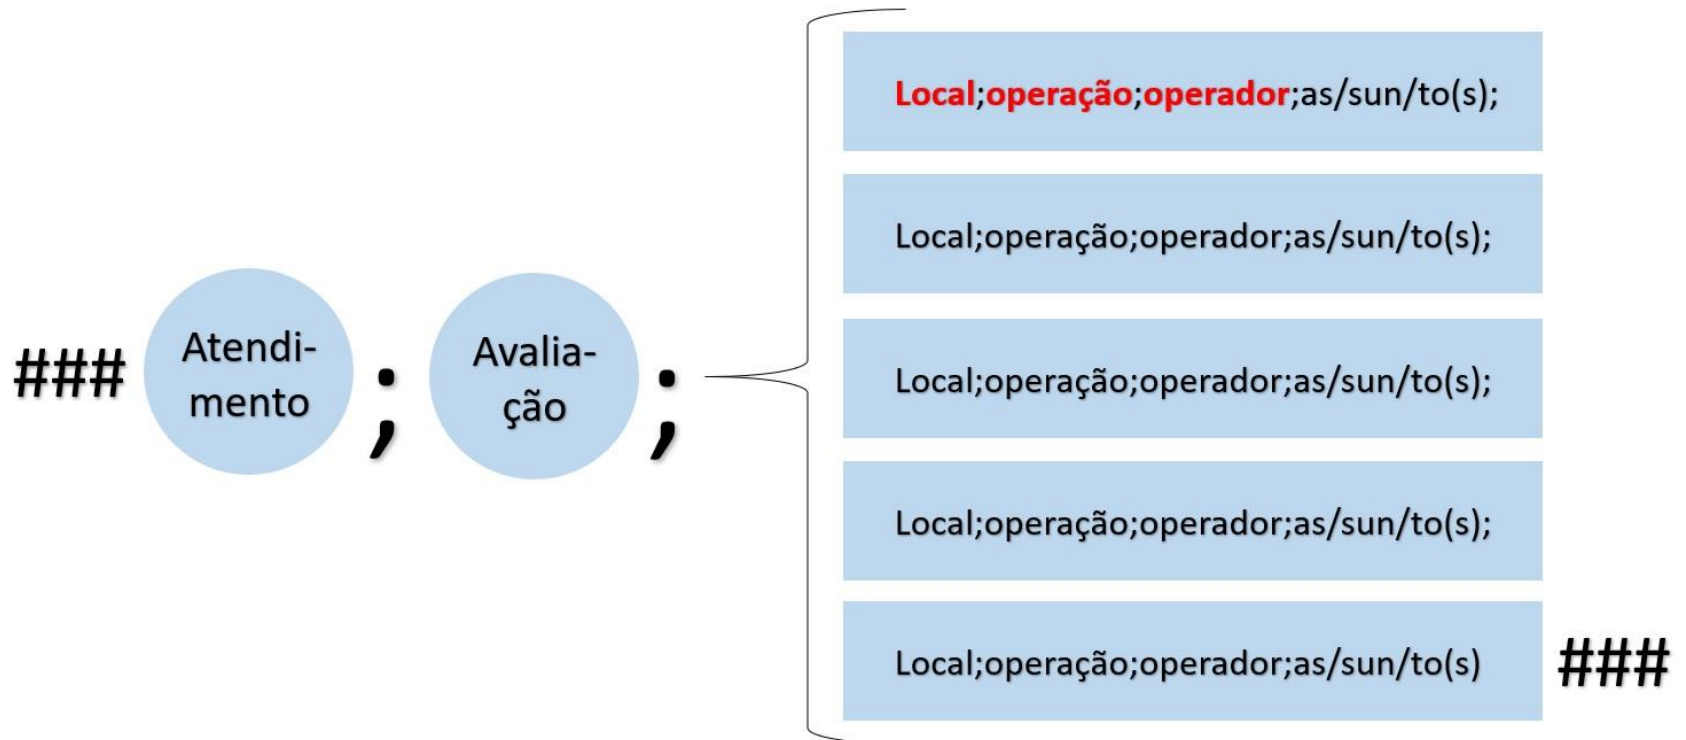 Local;operação;operador;as/sun/to(s);
Local;operação;operador;as/sun/to(s);
###
Atendi-
mento
;
Avalia-
ção
;
Local;operação;operador;as/sun/to(s);
Local;operação;operador;as/sun/to(s);
Local;operação;operador;as/sun/to(s)
###